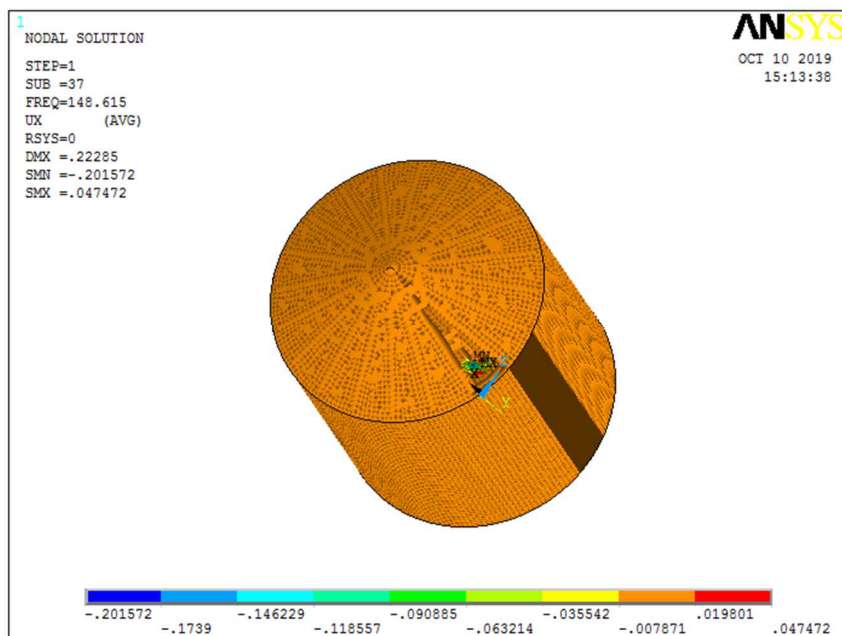 1
NODAL SOLUTION
ANSYS
OCT 10 2019
15:13:38
STEP=1
SUB =37
FREQ=148.615
UX (AVG)
RSYS=0
DMX =.22285
SMN =-.201572
SMX =.047472
Y
-.201572 -.146229 -.090885 -.035542 .019801
-.1739 -.118557 -.063214 -.007871 .047472